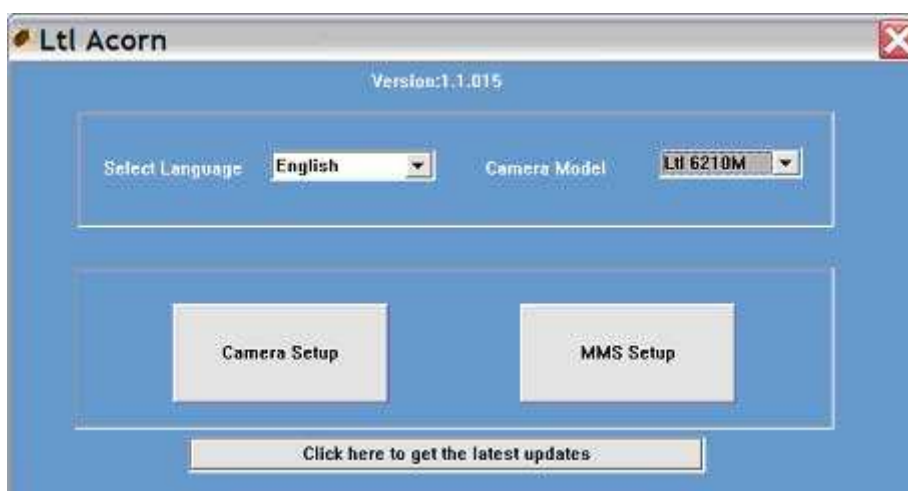 Ltl Acorn
Version:1.1.015
Select Language English Camera Model Ltl 6210M
Camera Setup MMS Setup
Click here to get the latest updates